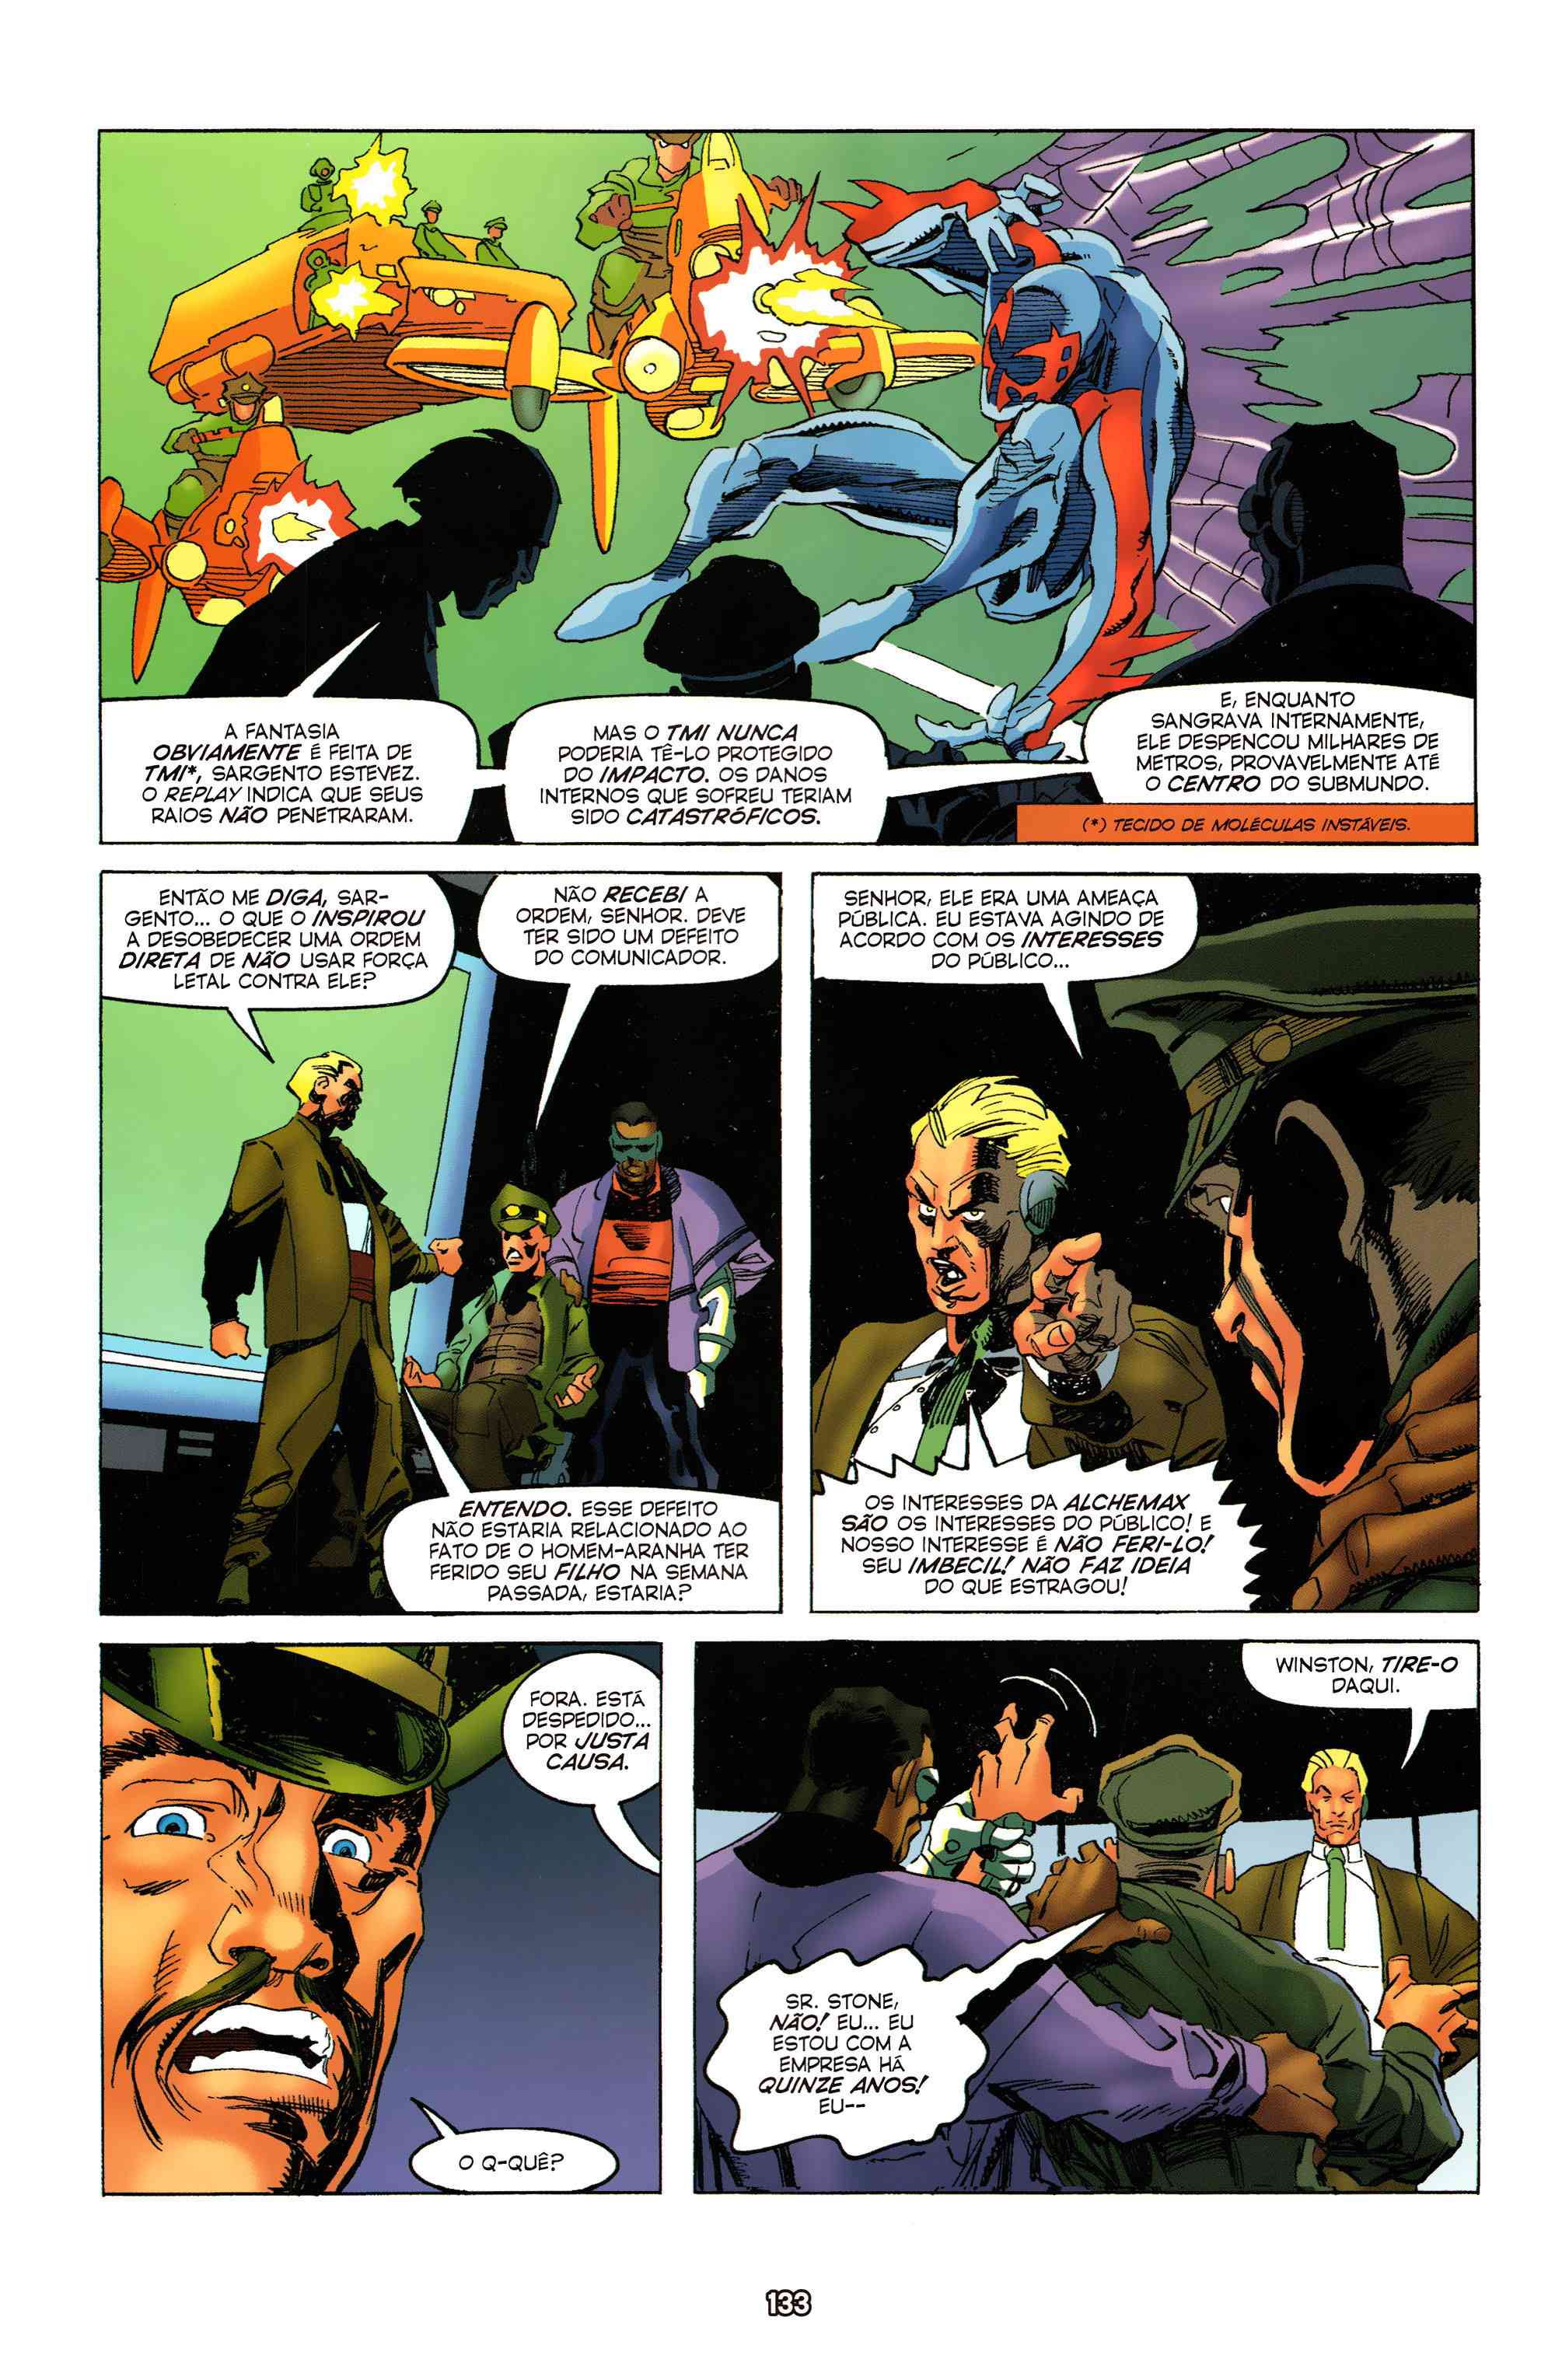 A FANTASIA
OBVIAMENTE É FEITA DE
TMI*, SARGENTO ESTEVEZ.
O REPLAY INDICA QUE SEUS
RAIOS NÃO PENETRARAM.
MAS O TMI NUNCA
PODERIA TÊ-LO PROTEGIDO
DO IMPACTO. OS DANOS
INTERNOS QUE SOFREU TERIAM
SIDO CATASTRÓFICOS.
E, ENQUANTO
SANGRAVA INTERNAMENTE,
ELE DESPENCOU MILHARES DE
METROS, PROVAVELMENTE ATÉ
O CENTRO DO SUBMUNDO.
(*) TECIDO DE MOLÉCULAS INSTÁVEIS.
ENTÃO ME DIGA, SAR-
GENTO... O QUE O INSPIROU
A DESOBEDECER UMA ORDEM
DIRETA DE NÃO USAR FORÇA
LETAL CONTRA ELE?
NÃO RECEBI A
ORDEM, SENHOR. DEVE
TER SIDO UM DEFEITO
DO COMUNICADOR.
ENTENDO. ESSE DEFEITO
NÃO ESTARIA RELACIONADO AO
FATO DE O HOMEM-ARANHA TER
FERIDO SEU FILHO NA SEMANA
PASSADA, ESTARIA?
SENHOR, ELE ERA UMA AMEAÇA
PÚBLICA. EU ESTAVA AGINDO DE
ACORDO COM OS INTERESSES
DO PÚBLICO...
OS INTERESSES DA ALCHEMAX
SÃO OS INTERESSES DO PÚBLICO! E
NOSSO INTERESSE É NÃO FERI-LO!
SEU IMBECIL! NÃO FAZ IDEIA
DO QUE ESTRAGOU!
FORA. ESTÁ
DESPEDIDO...
POR JUSTA
CAUSA.
O Q-QUÊ?
WINSTON, TIRE-O
DAQUI.
SR. STONE,
NÃO! EU... EU
ESTOU COM A
EMPRESA HÁ
QUINZE ANOS!
EU--
133